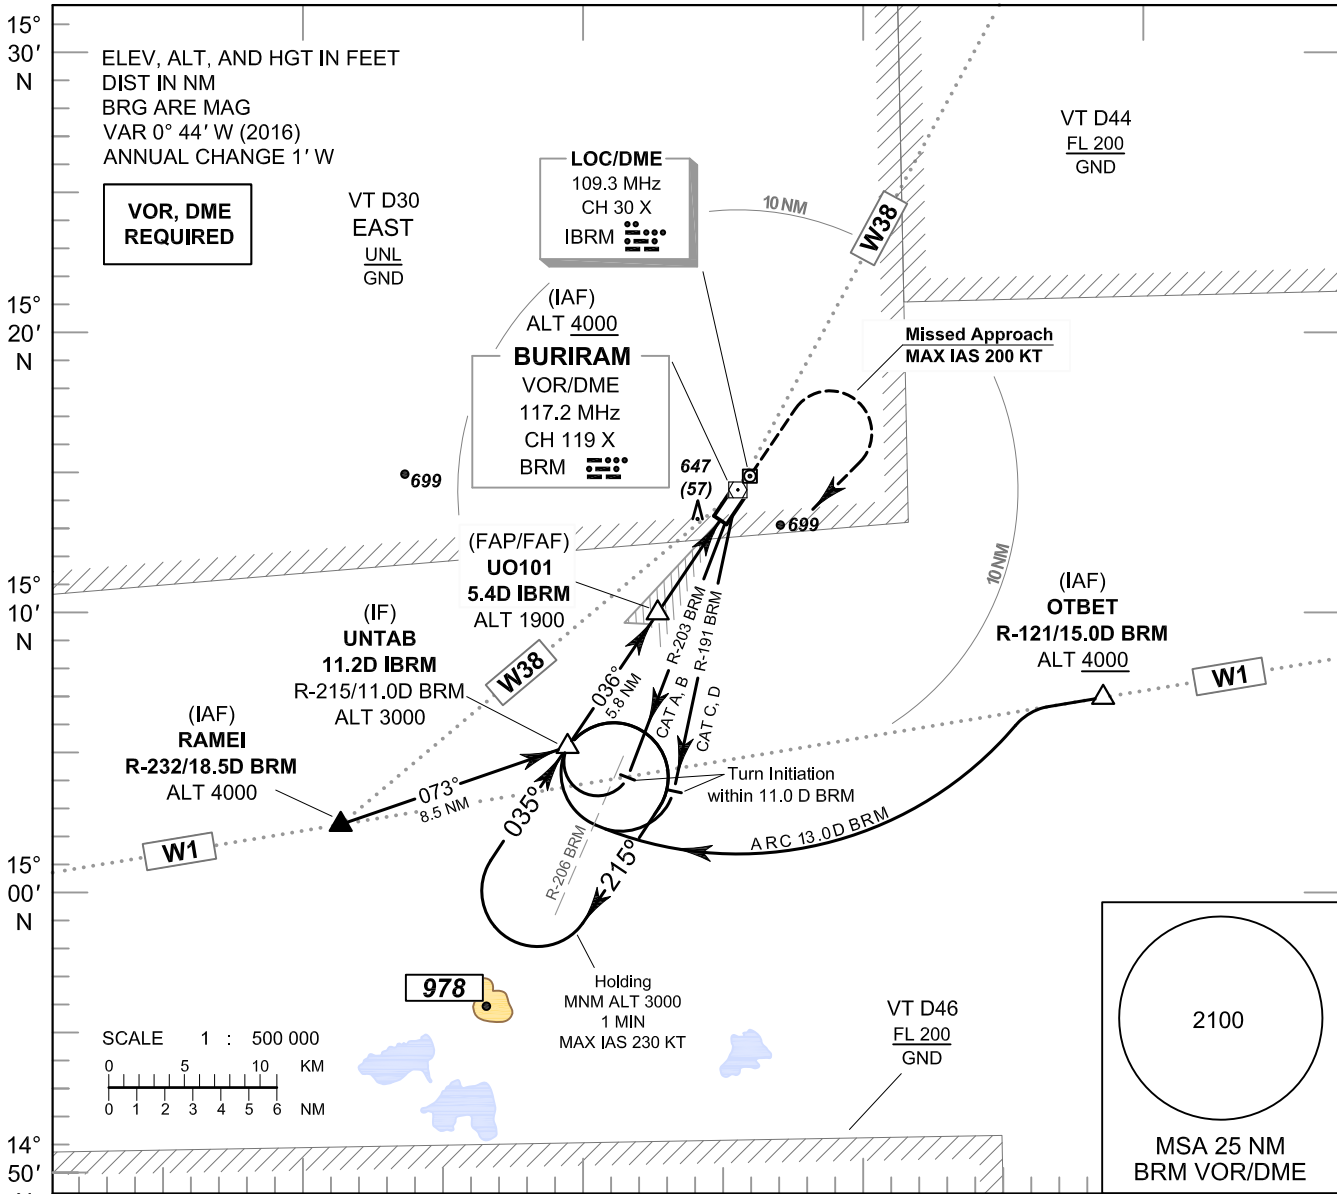 15°
30′
N
ELEV, ALT, AND HGT IN FEET
DIST IN NM
BRG ARE MAG
VAR 0° 44′ W (2016)
ANNUAL CHANGE 1′ W
VOR, DME
REQUIRED
VT D30
EAST
UNL
GND
LOC/DME
109.3 MHz
CH 30 X
IBRM
10 NM
W38
VT D44
FL 200
GND
15°
20′
N
(IAF)
ALT 4000
BURIRAM
VOR/DME
117.2 MHz
CH 119 X
BRM
Missed Approach
MAX IAS 200 KT
699
647
(57)
699
(FAP/FAF)
UO101
5.4D IBRM
ALT 1900
15°
10′
N
(IF)
UNTAB
11.2D IBRM
R-215/11.0D BRM
ALT 3000
W38
036°
5.8 NM
R-203 BRM
CAT A, B
R-191 BRM
CAT C, D
10 NM
(IAF)
OTBET
R-121/15.0D BRM
ALT 4000
W1
(IAF)
RAMEI
R-232/18.5D BRM
ALT 4000
073°
8.5 NM
Turn Initiation
within 11.0 D BRM
W1
035°
R-206 BRM
215°
ARC 13.0D BRM
15°
00′
N
978
Holding
MNM ALT 3000
1 MIN
MAX IAS 230 KT
VT D46
FL 200
GND
2100
MSA 25 NM
BRM VOR/DME
SCALE 1 : 500 000
0 5 10 KM
0 1 2 3 4 5 6 NM
14°
50′